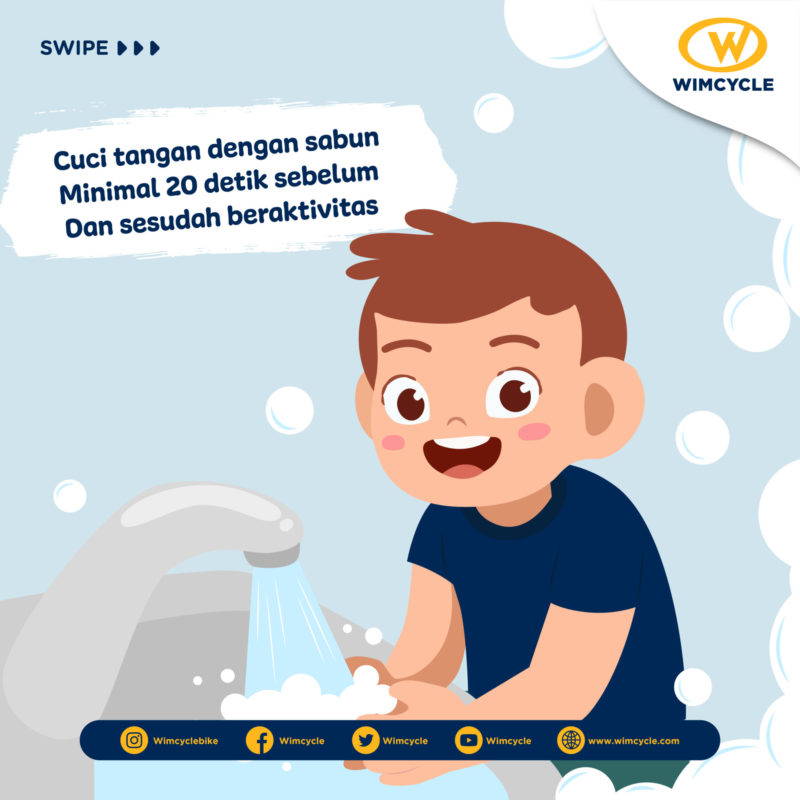 SWIPE
WIMCYCLE
Cuci tangan dengan sabun
Minimal 20 detik sebelum
Dan sesudah beraktivitas
Wimcyclebike
Wimcycle
Wimcycle
Wimcycle
www.wimcycle.com